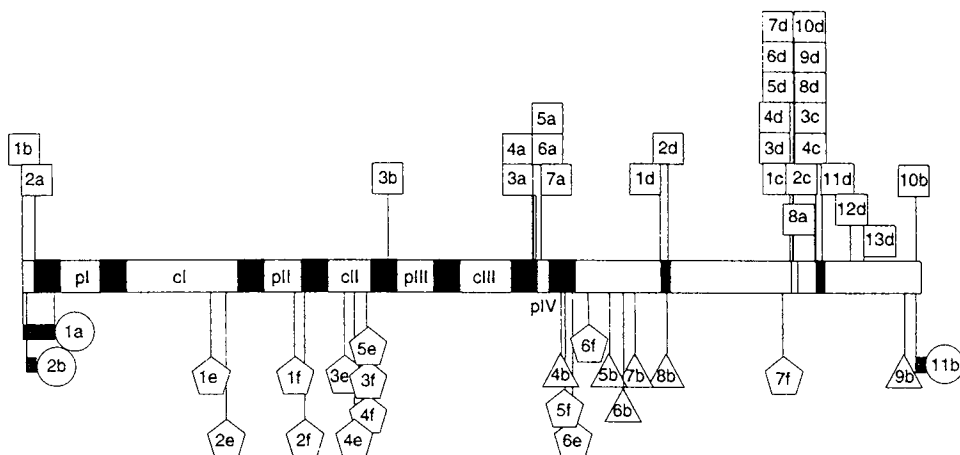 7d 10d
6d 9d
5d 8d
5a 4d 3c
1b 4a 6a 2d 3d 4c
2a 3b 3a 7a 1d 1c 2c 11d 10b
8a 12d
13d
pI cI pII cII pIII cIII
pIV
1a 6f
5e
2b 1e 1f 3e 3f 4b 5b 7b 8b 7f 9b 11b
4f 5f 6b
2e 2f 4e 6e